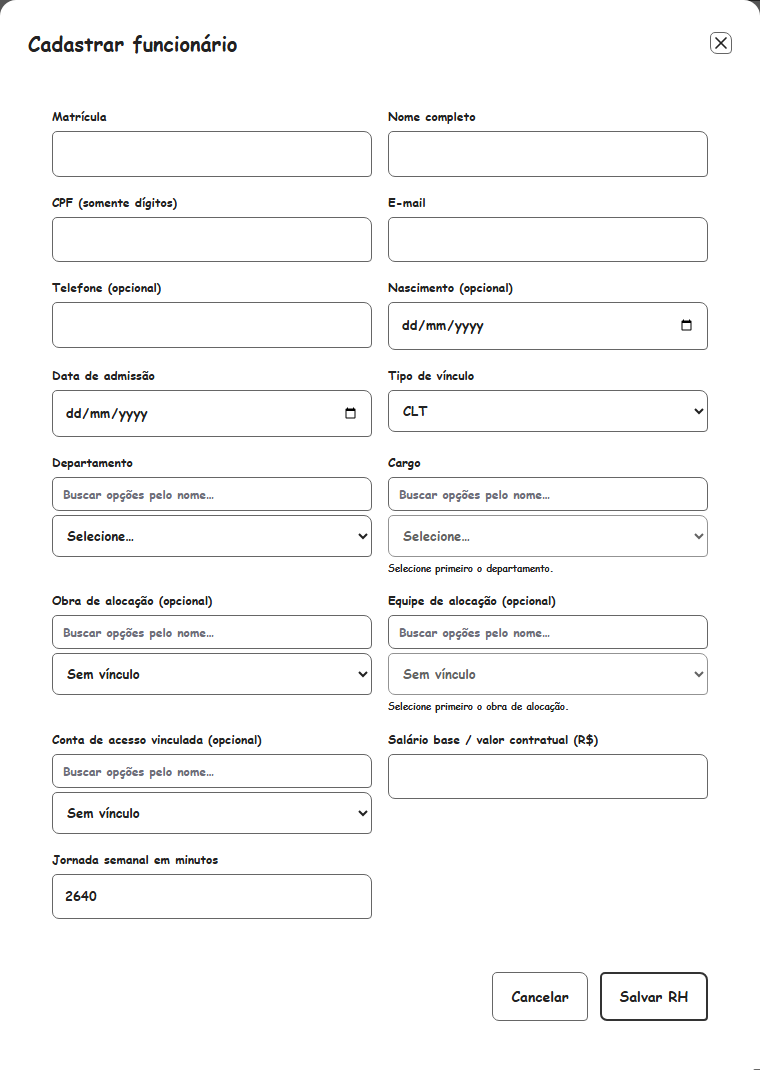 Cadastrar funcionário
Matrícula
Nome completo
CPF (somente dígitos)
E-mail
Telefone (opcional)
Nascimento (opcional)
dd/mm/yyyy
Data de admissão
Tipo de vínculo
dd/mm/yyyy
CLT
Departamento
Cargo
Buscar opções pelo nome...
Buscar opções pelo nome...
Selecione...
Selecione...
Selecione primeiro o departamento.
Obra de alocação (opcional)
Equipe de alocação (opcional)
Buscar opções pelo nome...
Buscar opções pelo nome...
Sem vínculo
Sem vínculo
Selecione primeiro o obra de alocação.
Conta de acesso vinculada (opcional)
Salário base / valor contratual (R$)
Buscar opções pelo nome...
Sem vínculo
Jornada semanal em minutos
2640
Cancelar
Salvar RH